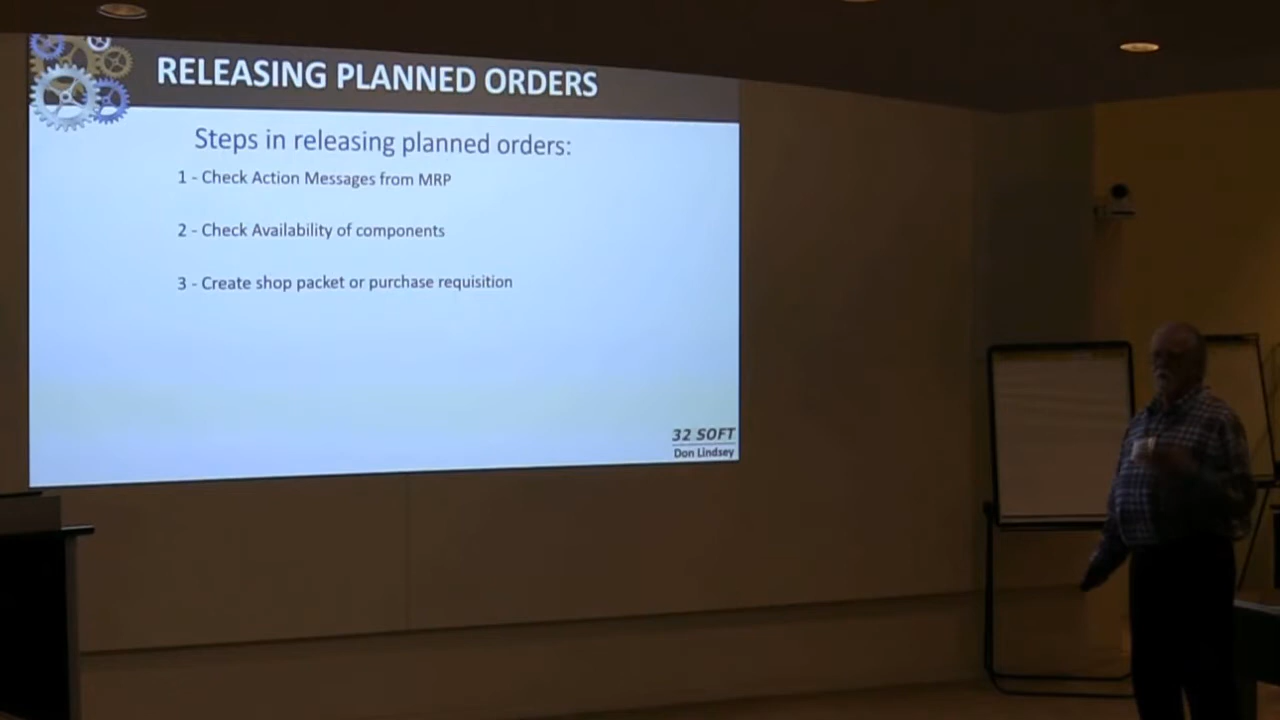 RELEASING PLANNED ORDERS
Steps in releasing planned orders:
1 - Check Action Messages from MRP
2 - Check Availability of components
3 - Create shop packet or purchase requisition
32 SOFT
Don Lindsey